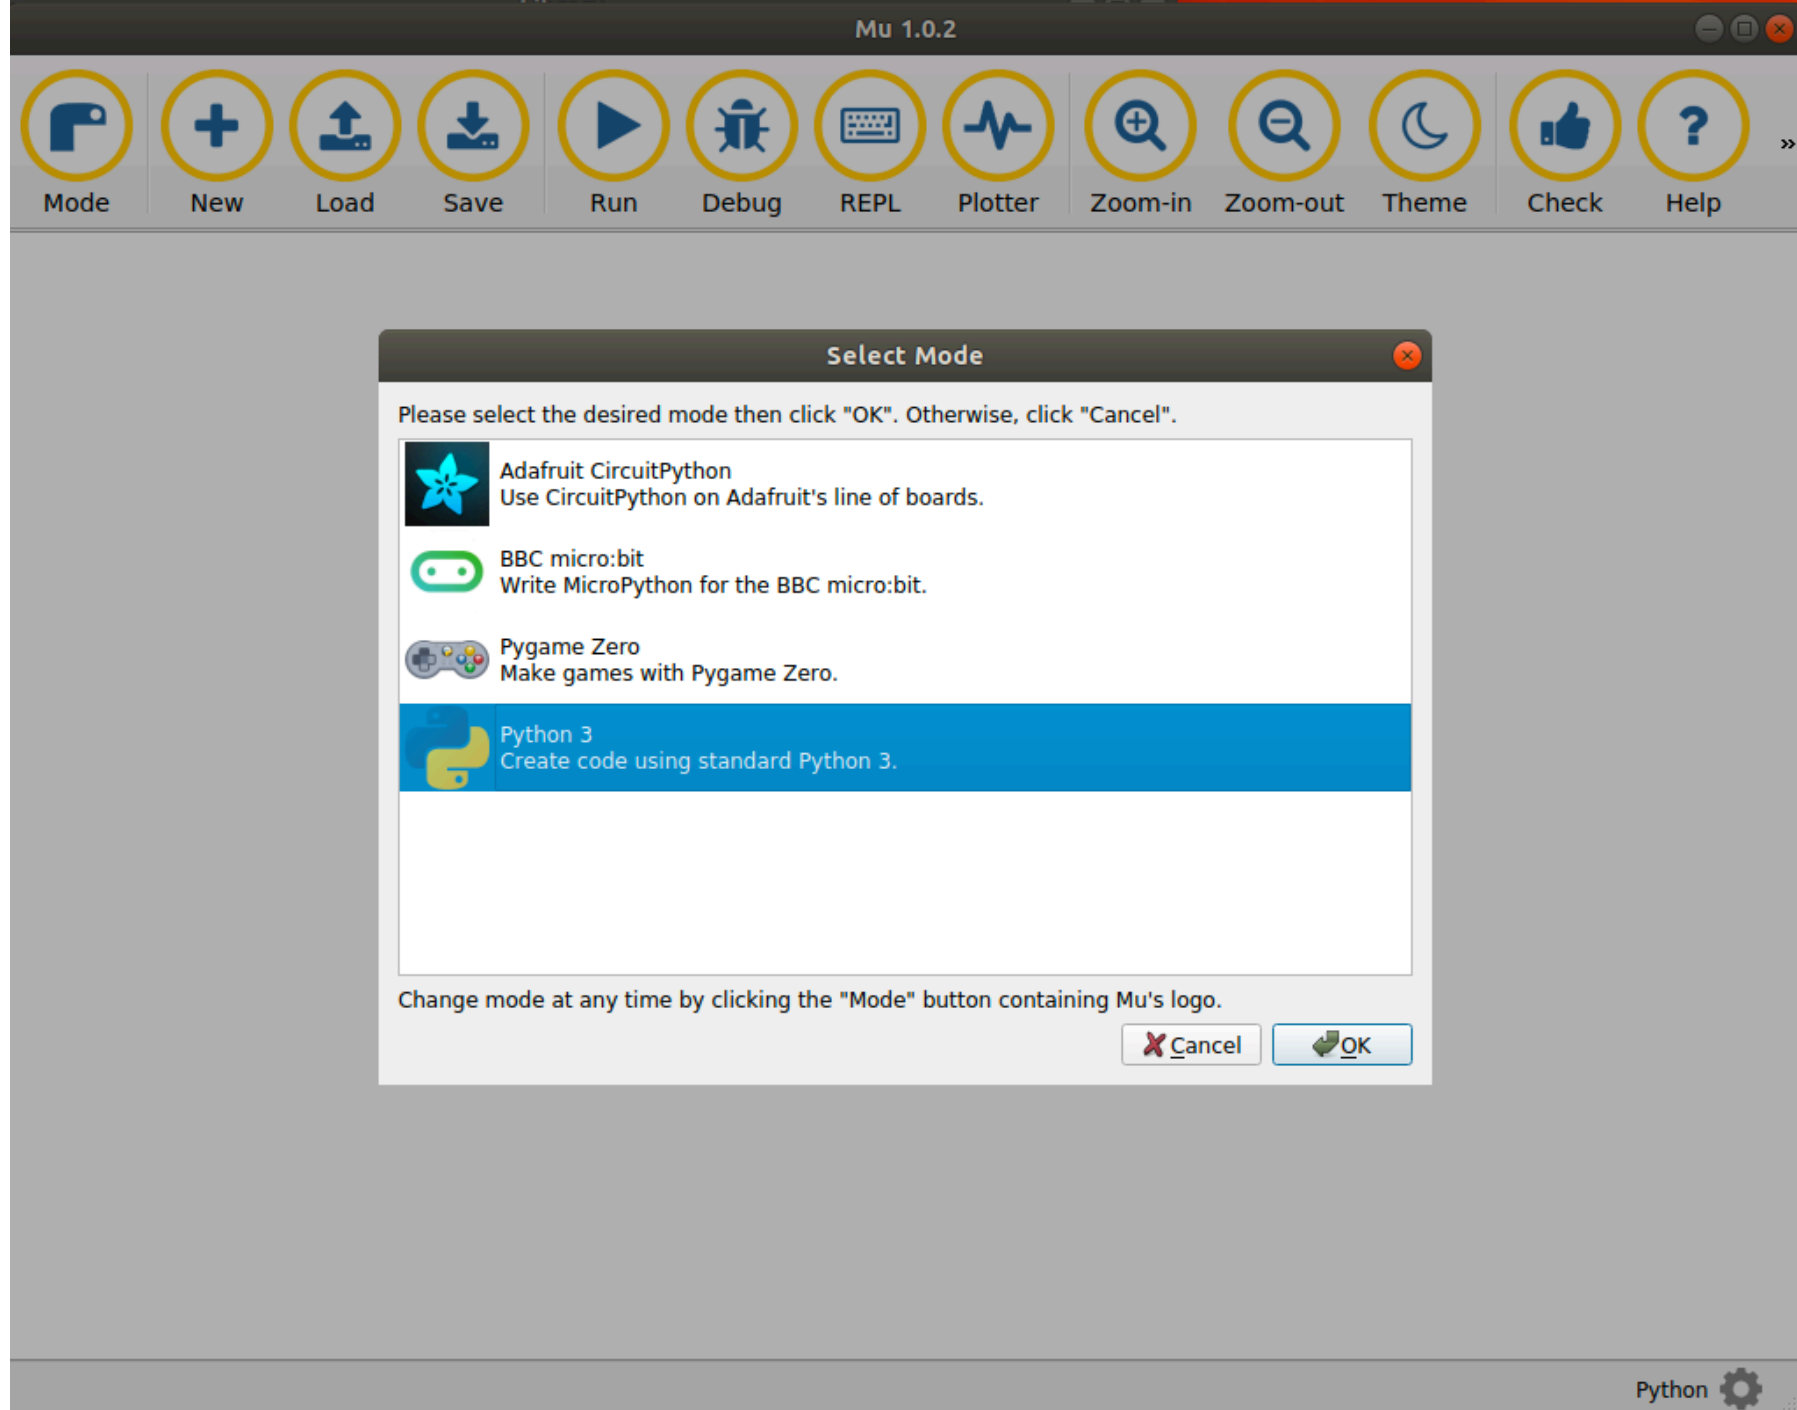 Mu 1.0.2
Mode New Load Save Run Debug REPL Plotter Zoom-in Zoom-out Theme Check Help »
Select Mode
Please select the desired mode then click "OK". Otherwise, click "Cancel".
Adafruit CircuitPython
Use CircuitPython on Adafruit's line of boards.
BBC micro:bit
Write MicroPython for the BBC micro:bit.
Pygame Zero
Make games with Pygame Zero.
Python 3
Create code using standard Python 3.
Change mode at any time by clicking the "Mode" button containing Mu's logo.
Cancel OK
Python